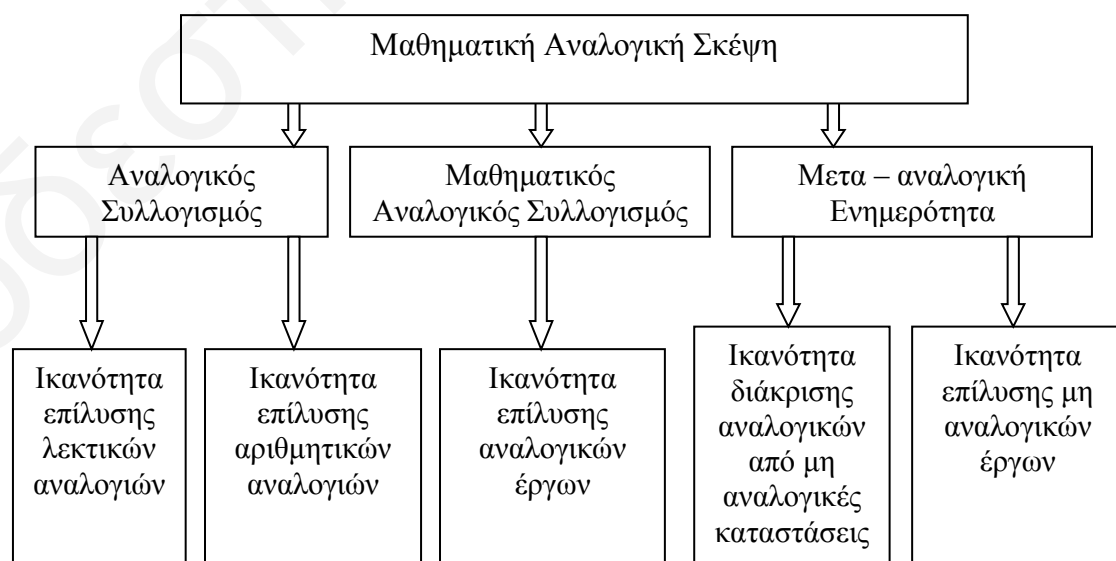 Μαθηματική Αναλογική Σκέψη
Αναλογικός
Συλλογισμός
Μαθηματικός
Αναλογικός Συλλογισμός
Μετα – αναλογική
Ενημερότητα
Ικανότητα
επίλυσης
λεκτικών
αναλογιών
Ικανότητα
επίλυσης
αριθμητικών
αναλογιών
Ικανότητα
επίλυσης
αναλογικών
έργων
Ικανότητα
διάκρισης
αναλογικών
από μη
αναλογικές
καταστάσεις
Ικανότητα
επίλυσης μη
αναλογικών
έργων